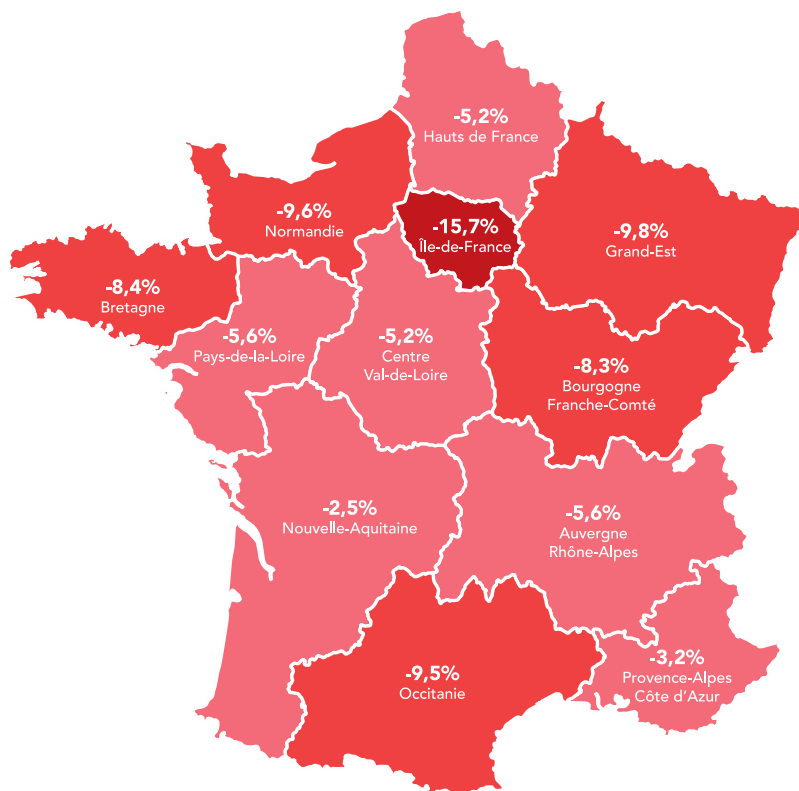 -5,2%
Hauts de France
-9,6%
Normandie
-15,7%
Île-de-France
-9,8%
Grand-Est
-8,4%
Bretagne
-5,6%
Pays-de-la-Loire
-5,2%
Centre
Val-de-Loire
-8,3%
Bourgogne
Franche-Comté
-2,5%
Nouvelle-Aquitaine
-5,6%
Auvergne
Rhône-Alpes
-9,5%
Occitanie
-3,2%
Provence-Alpes
Côte d'Azur